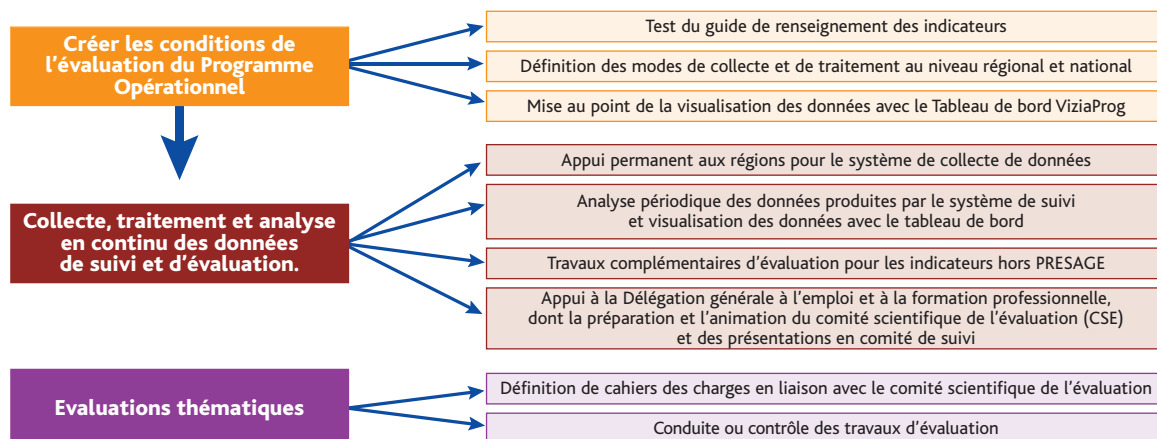 Créer les conditions de
l'évaluation du Programme
Opérationnel
Test du guide de renseignement des indicateurs
Définition des modes de collecte et de traitement au niveau régional et national
Mise au point de la visualisation des données avec le Tableau de bord ViziaProg
Collecte, traitement et analyse
en continu des données
de suivi et d'évaluation.
Appui permanent aux régions pour le système de collecte de données
Analyse périodique des données produites par le système de suivi
et visualisation des données avec le tableau de bord
Travaux complémentaires d'évaluation pour les indicateurs hors PRESAGE
Appui à la Délégation générale à l'emploi et à la formation professionnelle,
dont la préparation et l'animation du comité scientifique de l'évaluation (CSE)
et des présentations en comité de suivi
Evaluations thématiques
Définition de cahiers des charges en liaison avec le comité scientifique de l'évaluation
Conduite ou contrôle des travaux d'évaluation